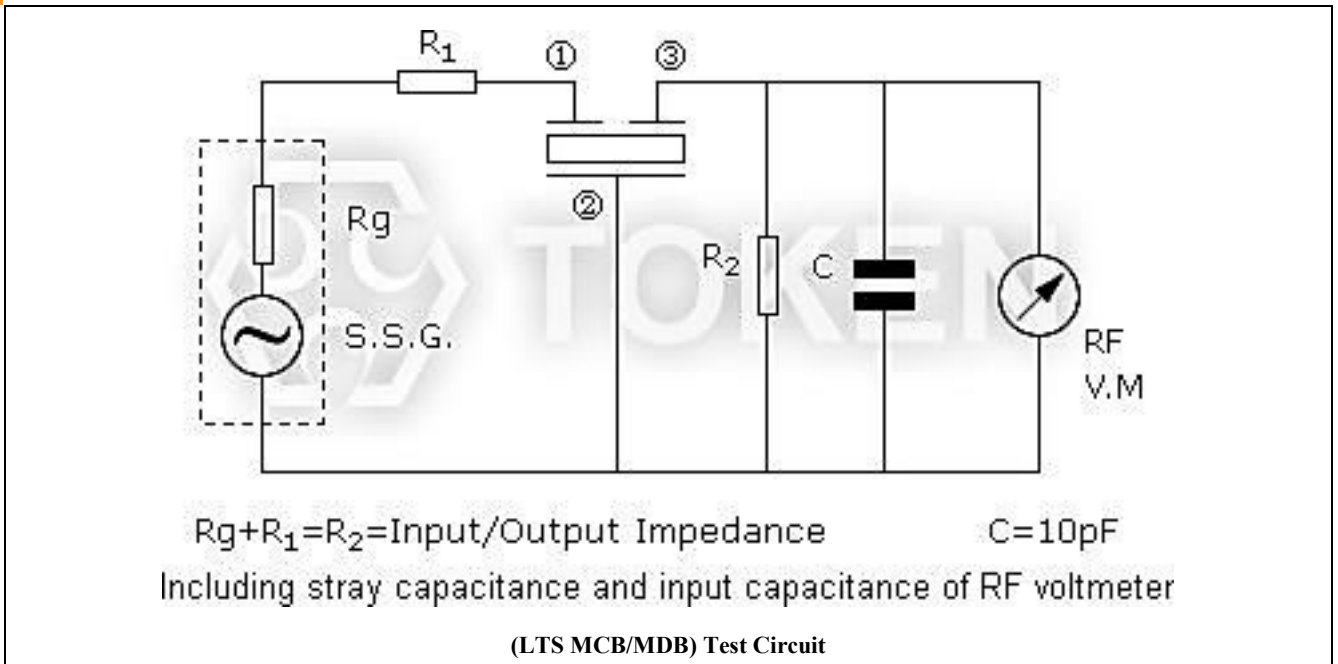 R1
①
③
②
Rg
S.S.G.
TOKEN
R2
C
RF
V.M
Rg+R1=R2=Input/Output Impedance
C=10pF
Including stray capacitance and input capacitance of RF voltmeter
(LTS MCB/MDB) Test Circuit